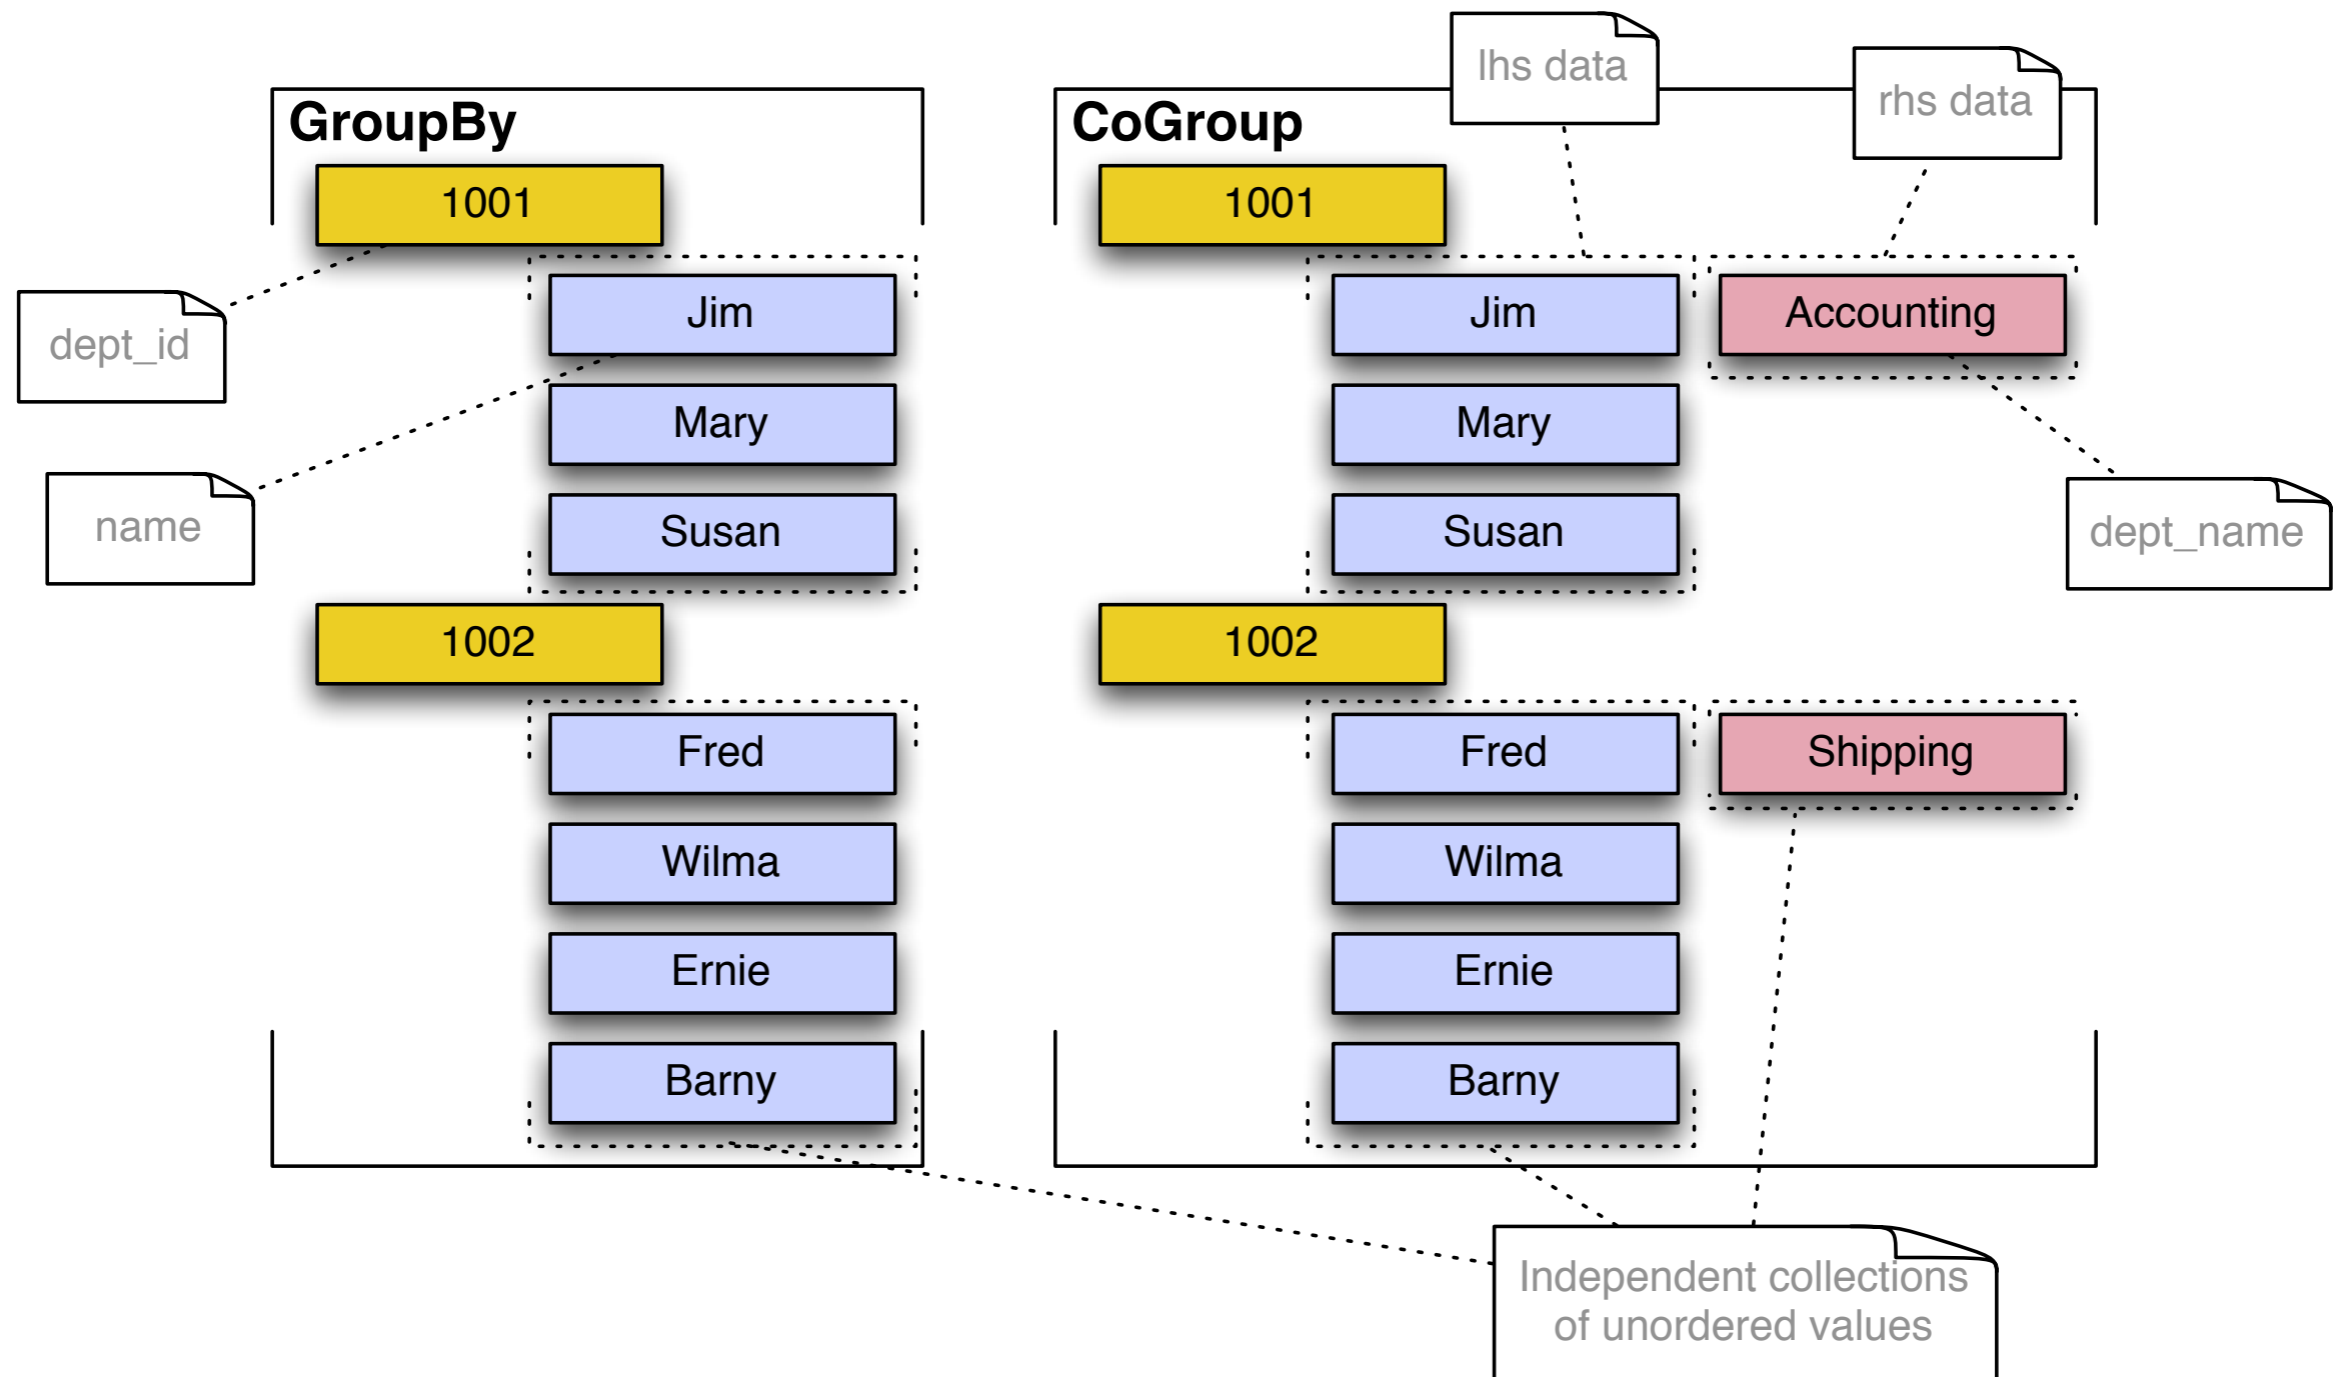 lhs data
rhs data
GroupBy
CoGroup
1001
1001
dept_id
Jim
Jim
Accounting
Mary
Mary
name
Susan
Susan
dept_name
1002
1002
Fred
Fred
Shipping
Wilma
Wilma
Ernie
Ernie
Barny
Barny
Independent collections
of unordered values